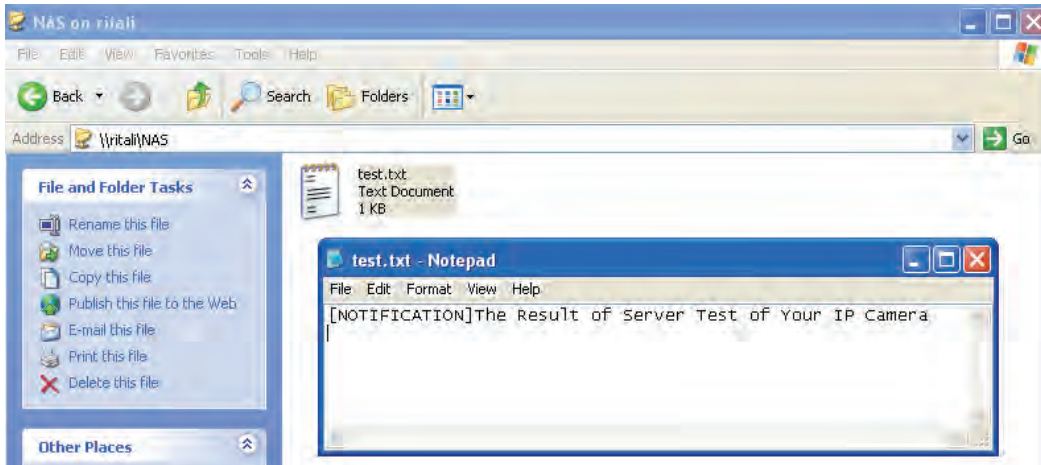 NAS on ritali
File Edit View Favorites Tools Help
Back Search Folders
Address \\ritali\NAS Go
File and Folder Tasks
Rename this file
Move this file
Copy this file
Publish this file to the Web
E-mail this file
Print this file
Delete this file
Other Places
test.txt
Text Document
1 KB
test.txt - Notepad
File Edit Format View Help
[NOTIFICATION]The Result of Server Test of Your IP Camera